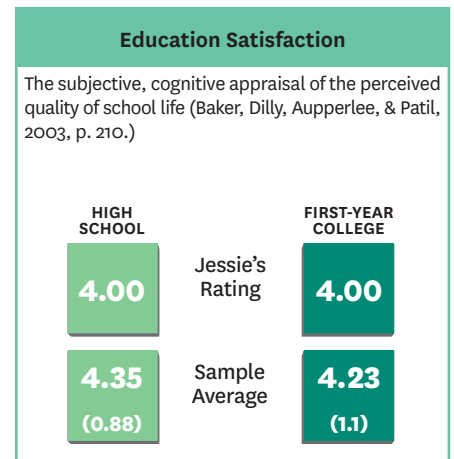 Education Satisfaction
The subjective, cognitive appraisal of the perceived
quality of school life (Baker, Dilly, Aupperlee, & Patil,
2003, p. 210.)
HIGH
SCHOOL
FIRST-YEAR
COLLEGE
4.00
Jessie’s
Rating
4.00
4.35
(0.88)
Sample
Average
4.23
(1.1)